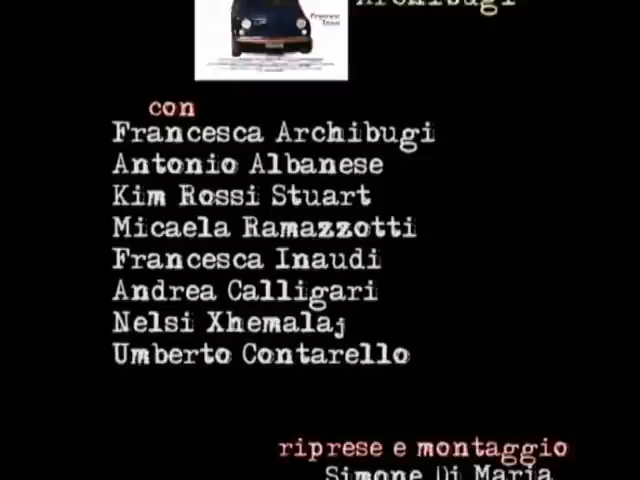 Archibugi
con
Francesca Archibugi
Antonio Albanese
Kim Rossi Stuart
Micaela Ramazzotti
Francesca Inaudi
Andrea Calligari
Nelsi Xhemalaj
Umberto Contarello
riprese e montaggio
Simone Di Maria